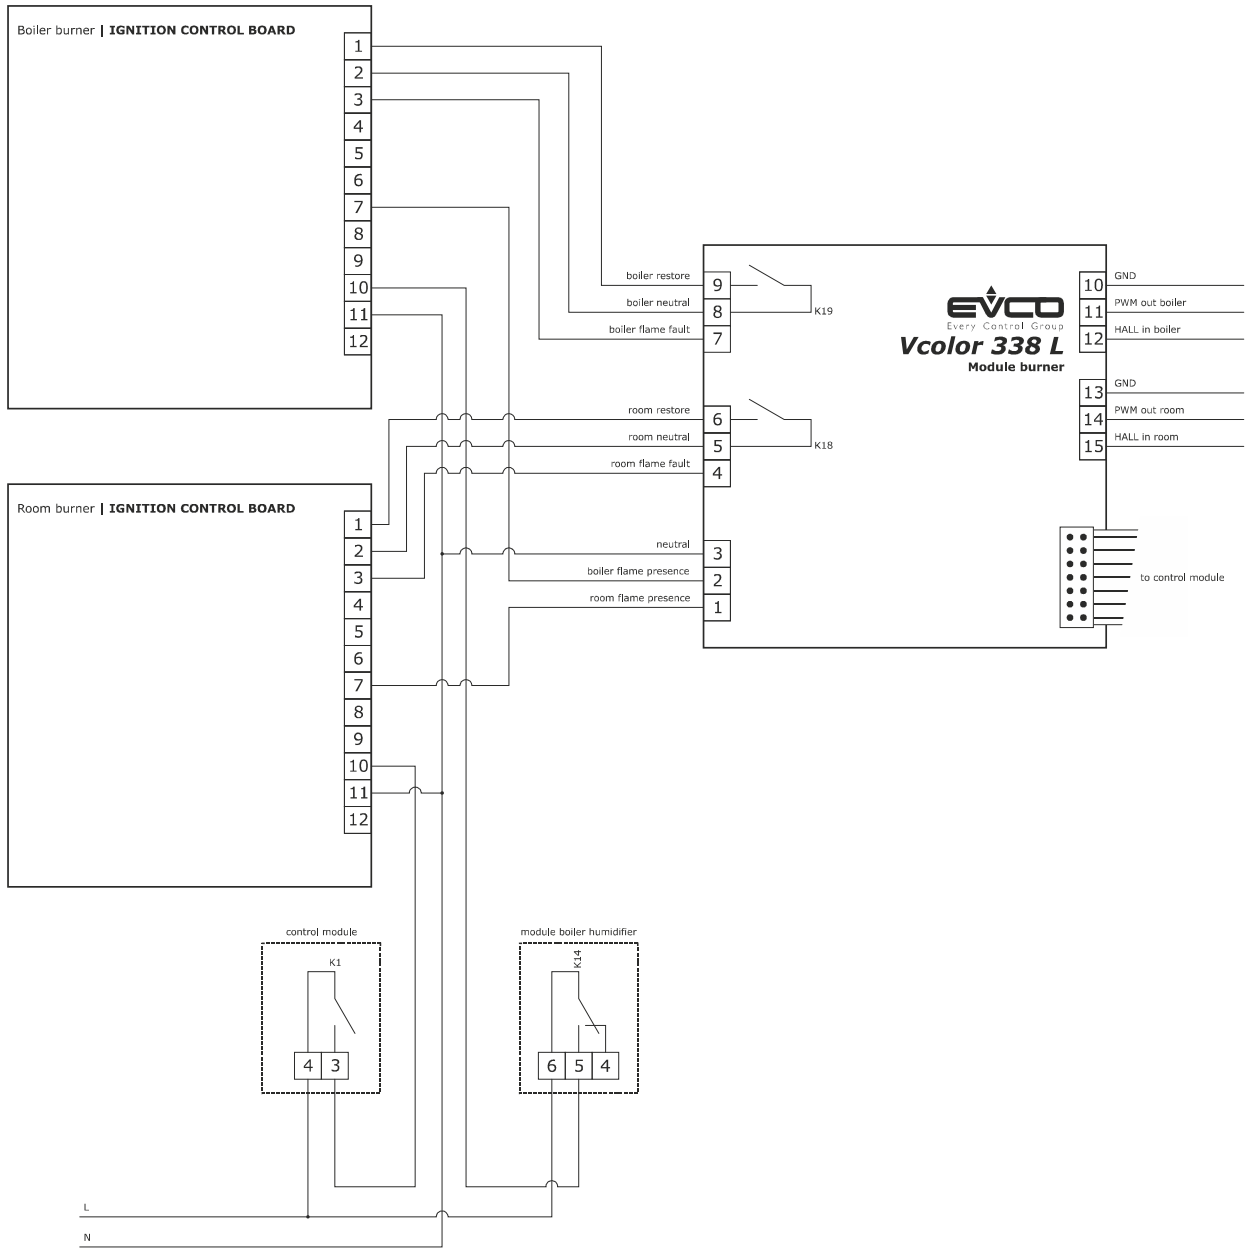 Boiler burner | IGNITION CONTROL BOARD
1
2
3
4
5
6
7
8
9
10
11
12
boiler restore
9
boiler neutral
8
K19
boiler flame fault
7
room restore
6
room neutral
5
K18
room flame fault
4
neutral
3
boiler flame presence
2
room flame presence
1
EVCO
Every Control Group
Vcolor 338 L
Module burner
10
GND
11
PWM out boiler
12
HALL in boiler
13
GND
14
PWM out room
15
HALL in room
to control module
Room burner | IGNITION CONTROL BOARD
1
2
3
4
5
6
7
8
9
10
11
12
control module
K1
4 3
module boiler humidifier
K14
6 5 4
L
N